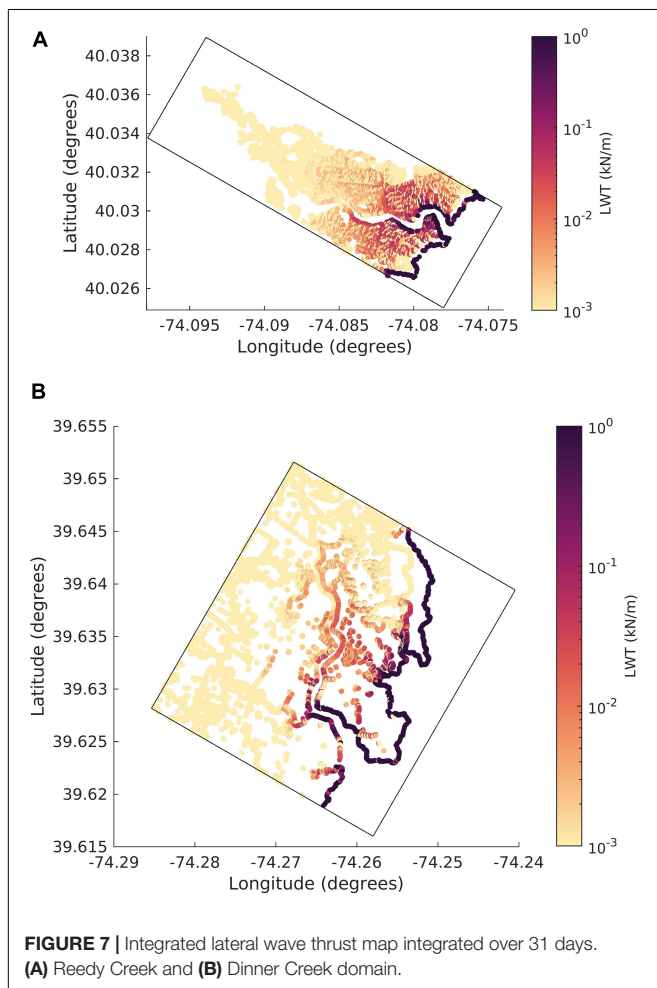 A
40.038
40.036
40.034
40.032
40.03
40.028
40.026
Latitude (degrees)
-74.095 -74.09 -74.085 -74.08 -74.075
Longitude (degrees)
10^0
10^-1
10^-2
10^-3
LWT (kN/m)
B
39.655
39.65
39.645
39.64
39.635
39.63
39.625
39.62
39.615
Latitude (degrees)
-74.29 -74.28 -74.27 -74.26 -74.25 -74.24
Longitude (degrees)
10^0
10^-1
10^-2
10^-3
LWT (kN/m)
FIGURE 7 | Integrated lateral wave thrust map integrated over 31 days.
(A) Reedy Creek and (B) Dinner Creek domain.